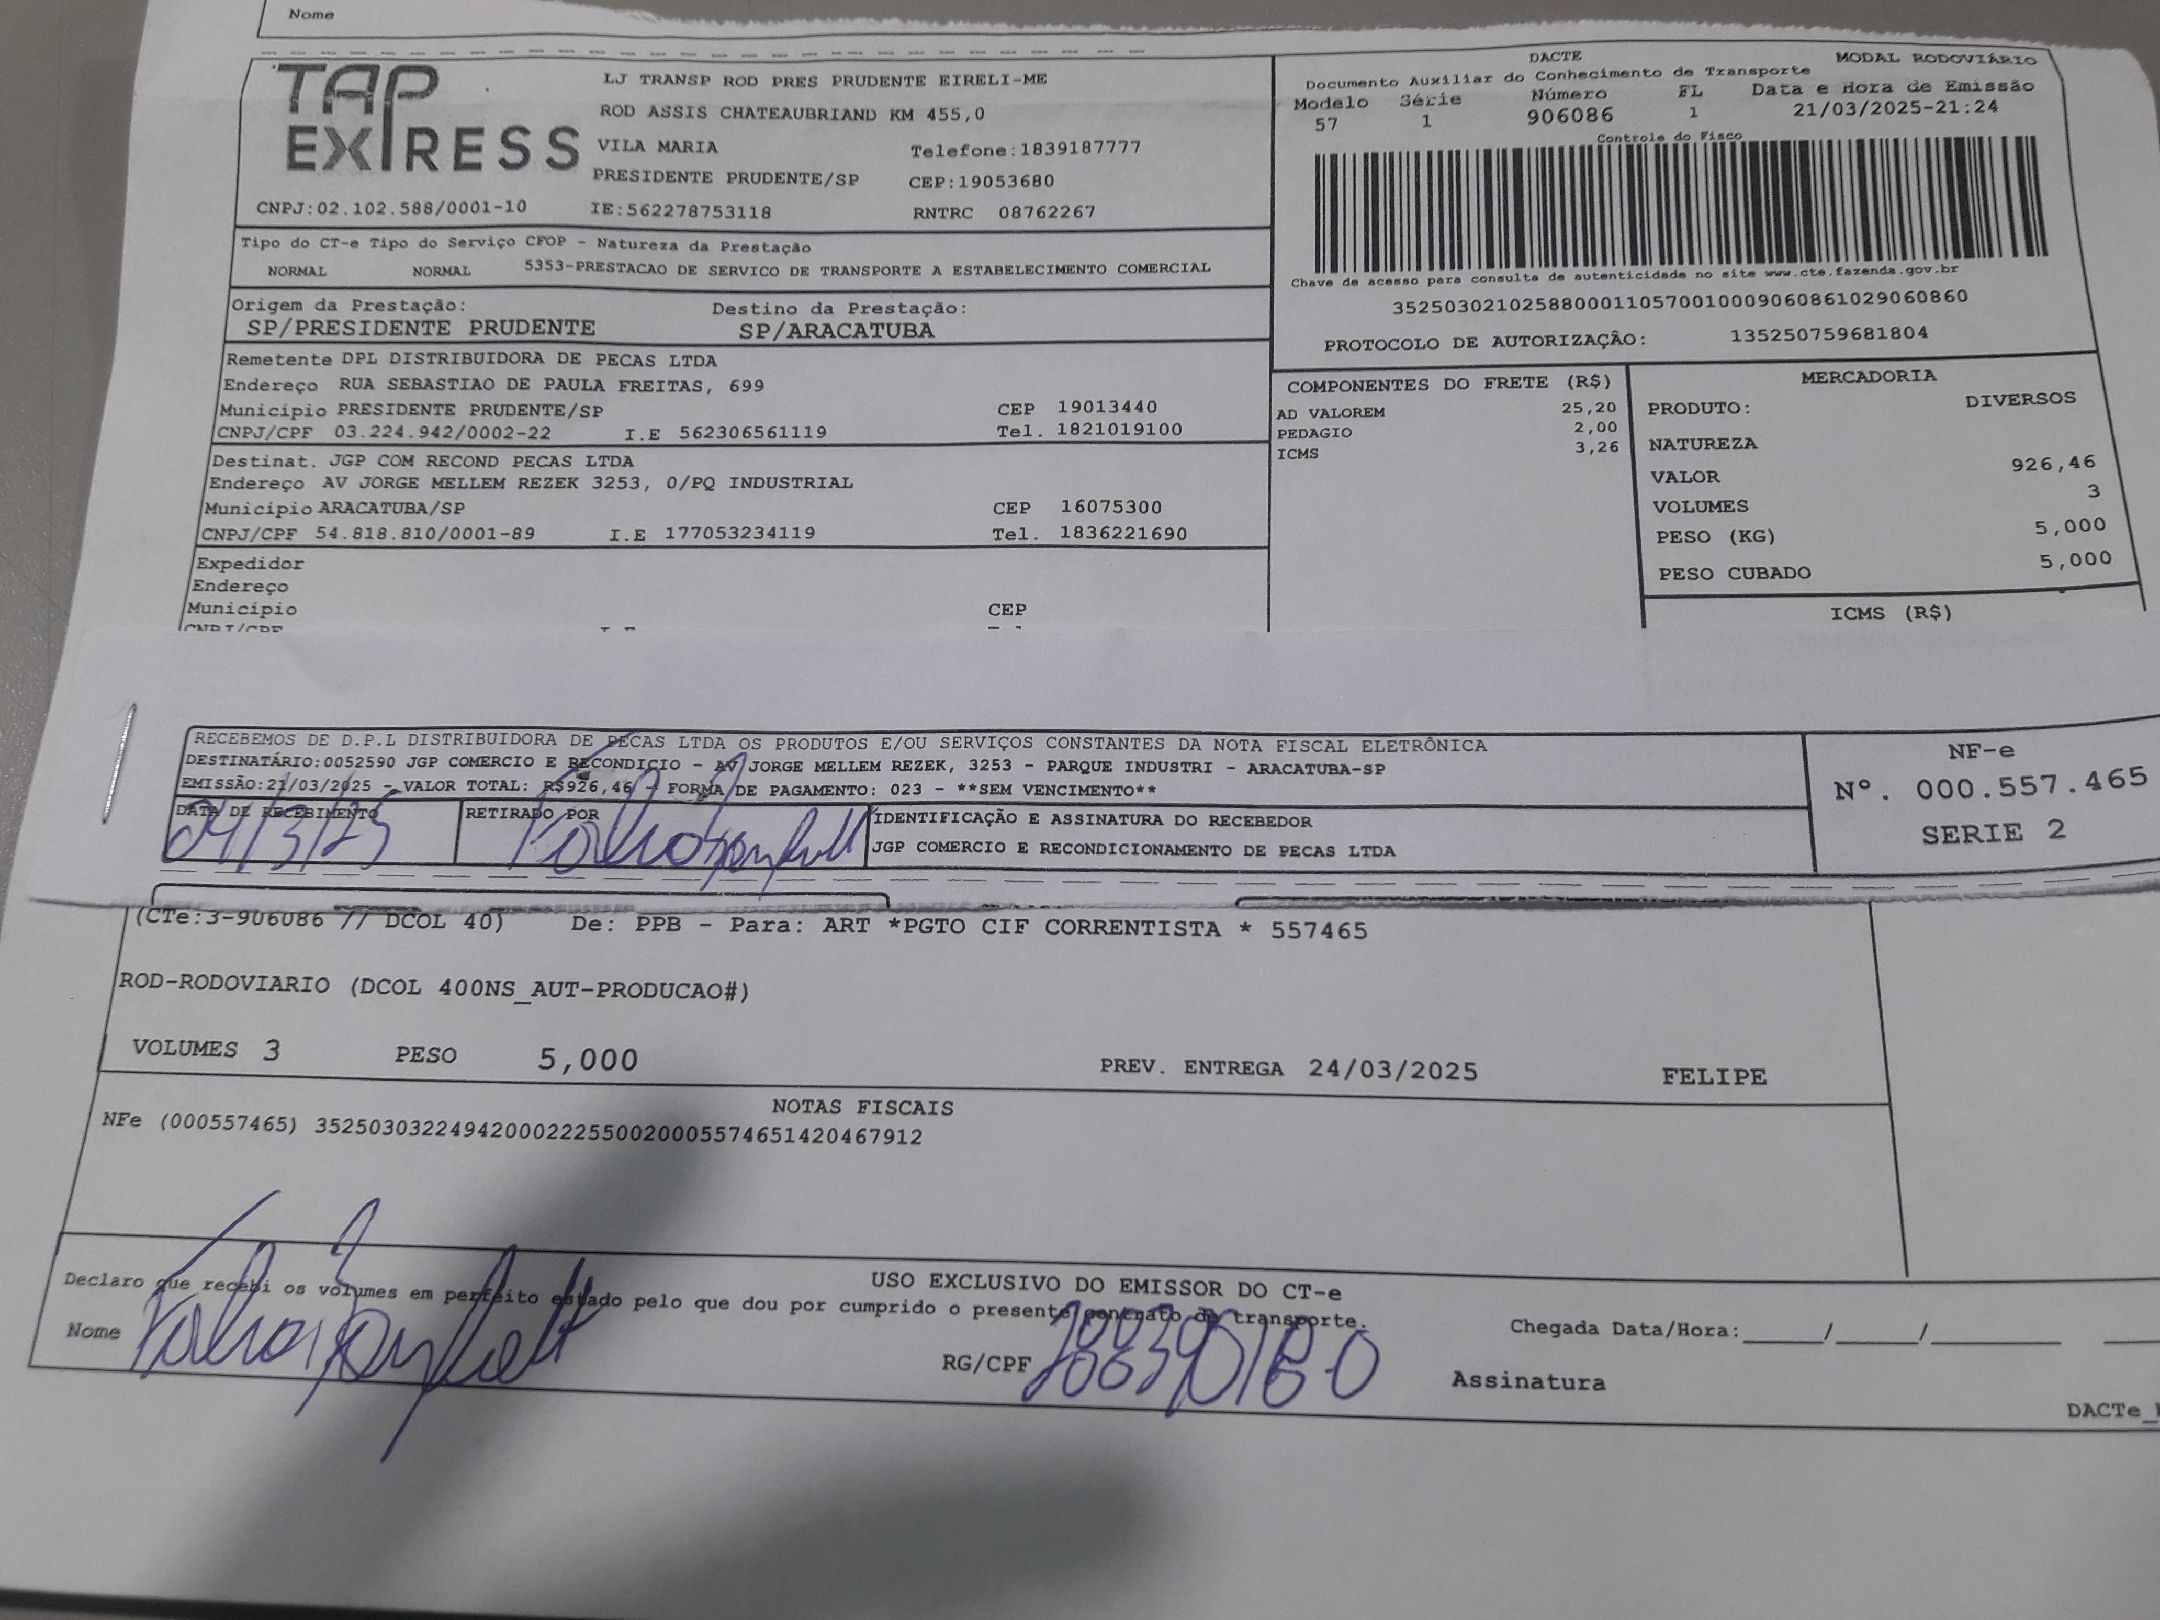 Nome
TAP EXPRESS
LJ TRANSP ROD PRES PRUDENTE EIRELI-ME
ROD ASSIS CHATEAUBRIAND KM 455,0
VILA MARIA Telefone:1839187777
PRESIDENTE PRUDENTE/SP CEP:19053680
CNPJ:02.102.588/0001-10 IE:562278753118 RNTRC 08762267
DACTE MODAL RODOVIÁRIO
Documento Auxiliar do Conhecimento de Transporte
Modelo Série Número FL Data e Hora de Emissão
57 1 906086 1 21/03/2025-21:24
Controle do Fisco
Chave de acesso para consulta de autenticidade no site www.cte.fazenda.gov.br
35250302102588000110570010009060861029060860
PROTOCOLO DE AUTORIZAÇÃO: 135250759681804
Tipo do CT-e Tipo do Serviço CFOP - Natureza da Prestação
NORMAL NORMAL 5353-PRESTACAO DE SERVICO DE TRANSPORTE A ESTABELECIMENTO COMERCIAL
Origem da Prestação: Destino da Prestação:
SP/PRESIDENTE PRUDENTE SP/ARACATUBA
Remetente DPL DISTRIBUIDORA DE PECAS LTDA
Endereço RUA SEBASTIAO DE PAULA FREITAS, 699
Município PRESIDENTE PRUDENTE/SP CEP 19013440
CNPJ/CPF 03.224.942/0002-22 I.E 562306561119 Tel. 1821019100
Destinat. JGP COM RECOND PECAS LTDA
Endereço AV JORGE MELLEM REZEK 3253, 0/PQ INDUSTRIAL
Município ARACATUBA/SP CEP 16075300
CNPJ/CPF 54.818.810/0001-89 I.E 177053234119 Tel. 1836221690
Expedidor
Endereço
Município CEP
CNPJ/CPF
COMPONENTES DO FRETE (R$)
AD VALOREM 25,20
PEDAGIO 2,00
ICMS 3,26
MERCADORIA
PRODUTO: DIVERSOS
NATUREZA
VALOR 926,46
VOLUMES 3
PESO (KG) 5,000
PESO CUBADO 5,000
ICMS (R$)
RECEBEMOS DE D.P.L DISTRIBUIDORA DE PECAS LTDA OS PRODUTOS E/OU SERVIÇOS CONSTANTES DA NOTA FISCAL ELETRÔNICA
DESTINATÁRIO:0052590 JGP COMERCIO E RECONDICIO - AV JORGE MELLEM REZEK, 3253 - PARQUE INDUSTRI - ARACATUBA-SP
EMISSÃO:21/03/2025 - VALOR TOTAL: R$926,46 - FORMA DE PAGAMENTO: 023 - **SEM VENCIMENTO**
DATA DE RECEBIMENTO RETIRADO POR IDENTIFICAÇÃO E ASSINATURA DO RECEBEDOR
24/3/25 JGP COMERCIO E RECONDICIONAMENTO DE PECAS LTDA
NF-e
Nº. 000.557.465
SERIE 2
(CTe:3-906086 // DCOL 40) De: PPB - Para: ART *PGTO CIF CORRENTISTA * 557465
ROD-RODOVIARIO (DCOL 400NS_AUT-PRODUCAO#)
VOLUMES 3 PESO 5,000 PREV. ENTREGA 24/03/2025 FELIPE
NOTAS FISCAIS
NFe (000557465) 35250303224942000222550020005574651420467912
USO EXCLUSIVO DO EMISSOR DO CT-e
Declaro que recebi os volumes em perfeito estado pelo que dou por cumprido o presente contrato de transporte.
Nome RG/CPF Chegada Data/Hora:_____/_____/_________
Assinatura